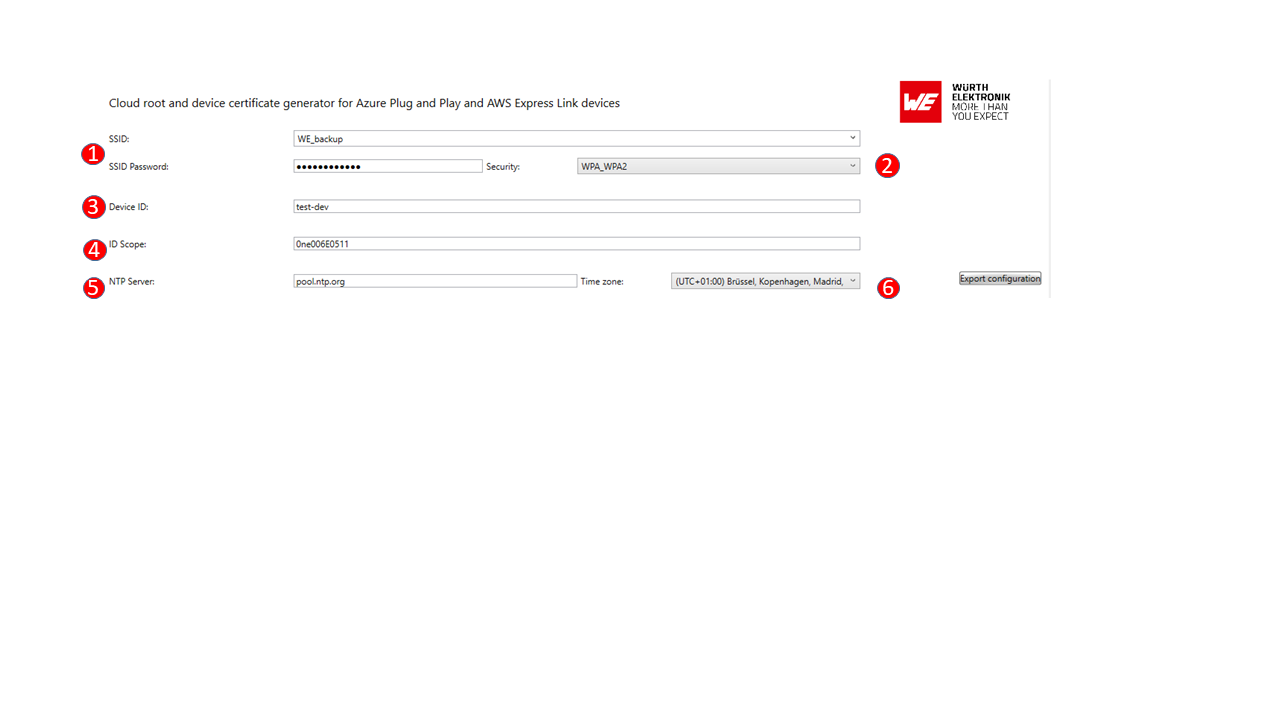 Cloud root and device certificate generator for Azure Plug and Play and AWS Express Link devices
WE
WÜRTH
ELEKTRONIK
MORE THAN
YOU EXPECT
SSID: WE_backup
1
SSID Password: ●●●●●●●●●●●● Security: WPA_WPA2 2
3 Device ID: test-dev
4 ID Scope: 0ne006E0511
5 NTP Server: pool.ntp.org Time zone: (UTC+01:00) Brüssel, Kopenhagen, Madrid, 6 Export configuration